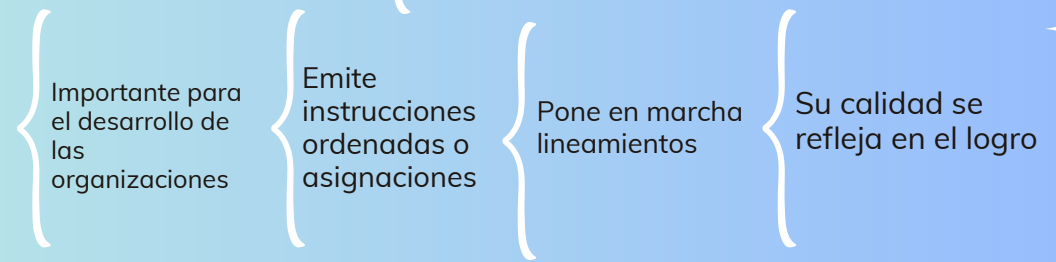 Importante para
el desarrollo de
las
organizaciones
Emite
instrucciones
ordenadas o
asignaciones
Pone en marcha
lineamientos
Su calidad se
refleja en el logro